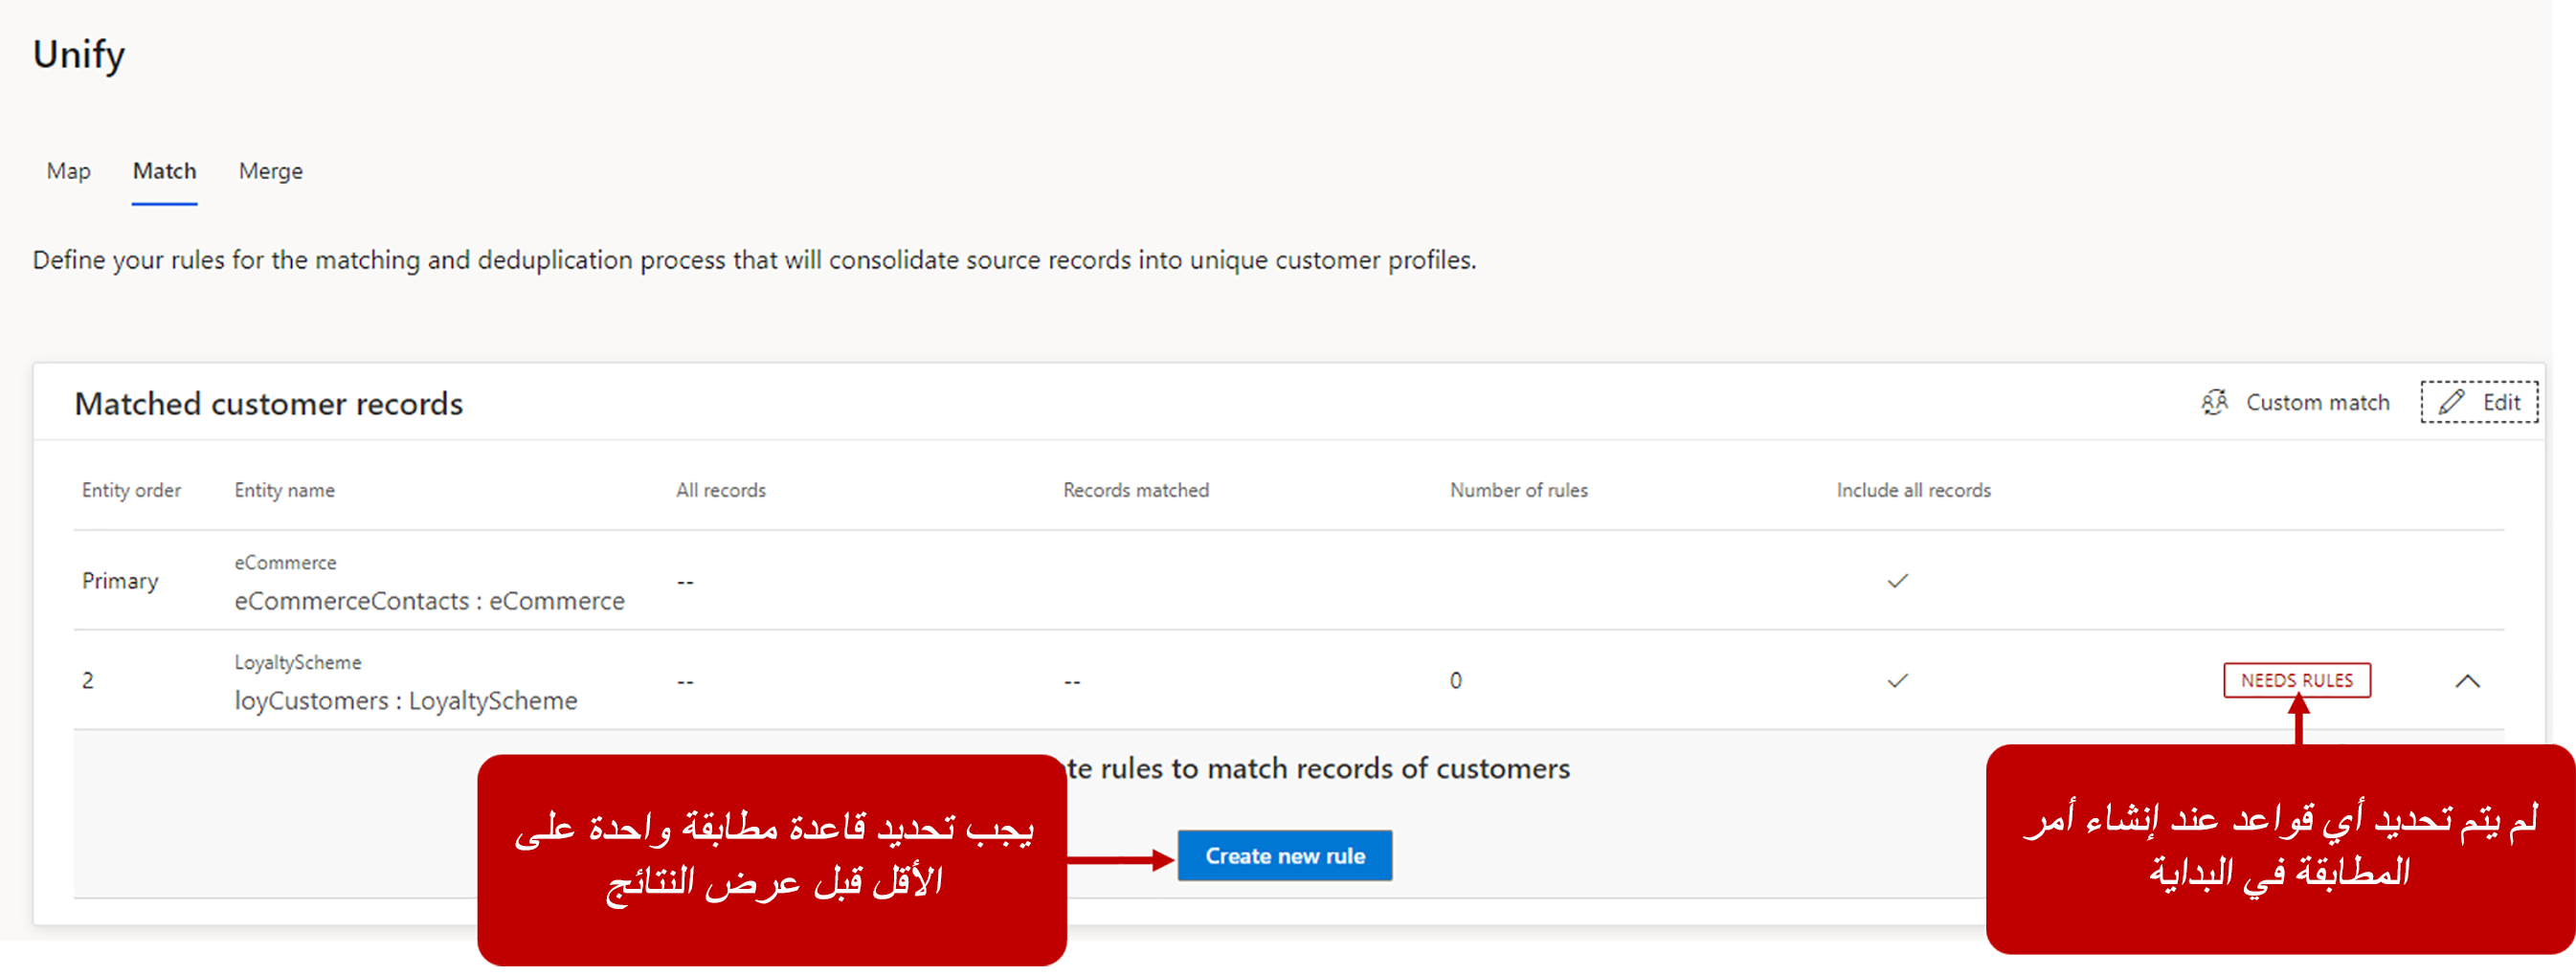 Unify
Map Match Merge
Define your rules for the matching and deduplication process that will consolidate source records into unique customer profiles.
Matched customer records
Custom match
Edit
Entity order Entity name All records Records matched Number of rules Include all records
eCommerce
Primary -- 
eCommerceContacts : eCommerce
LoyaltyScheme
2 -- -- 0 NEEDS RULES
loyCustomers : LoyaltyScheme
rules to match records of customers
Create new rule
يجب تحديد قاعدة مطابقة واحدة على
الأقل قبل عرض النتائج
لم يتم تحديد أي قواعد عند إنشاء أمر
المطابقة في البداية